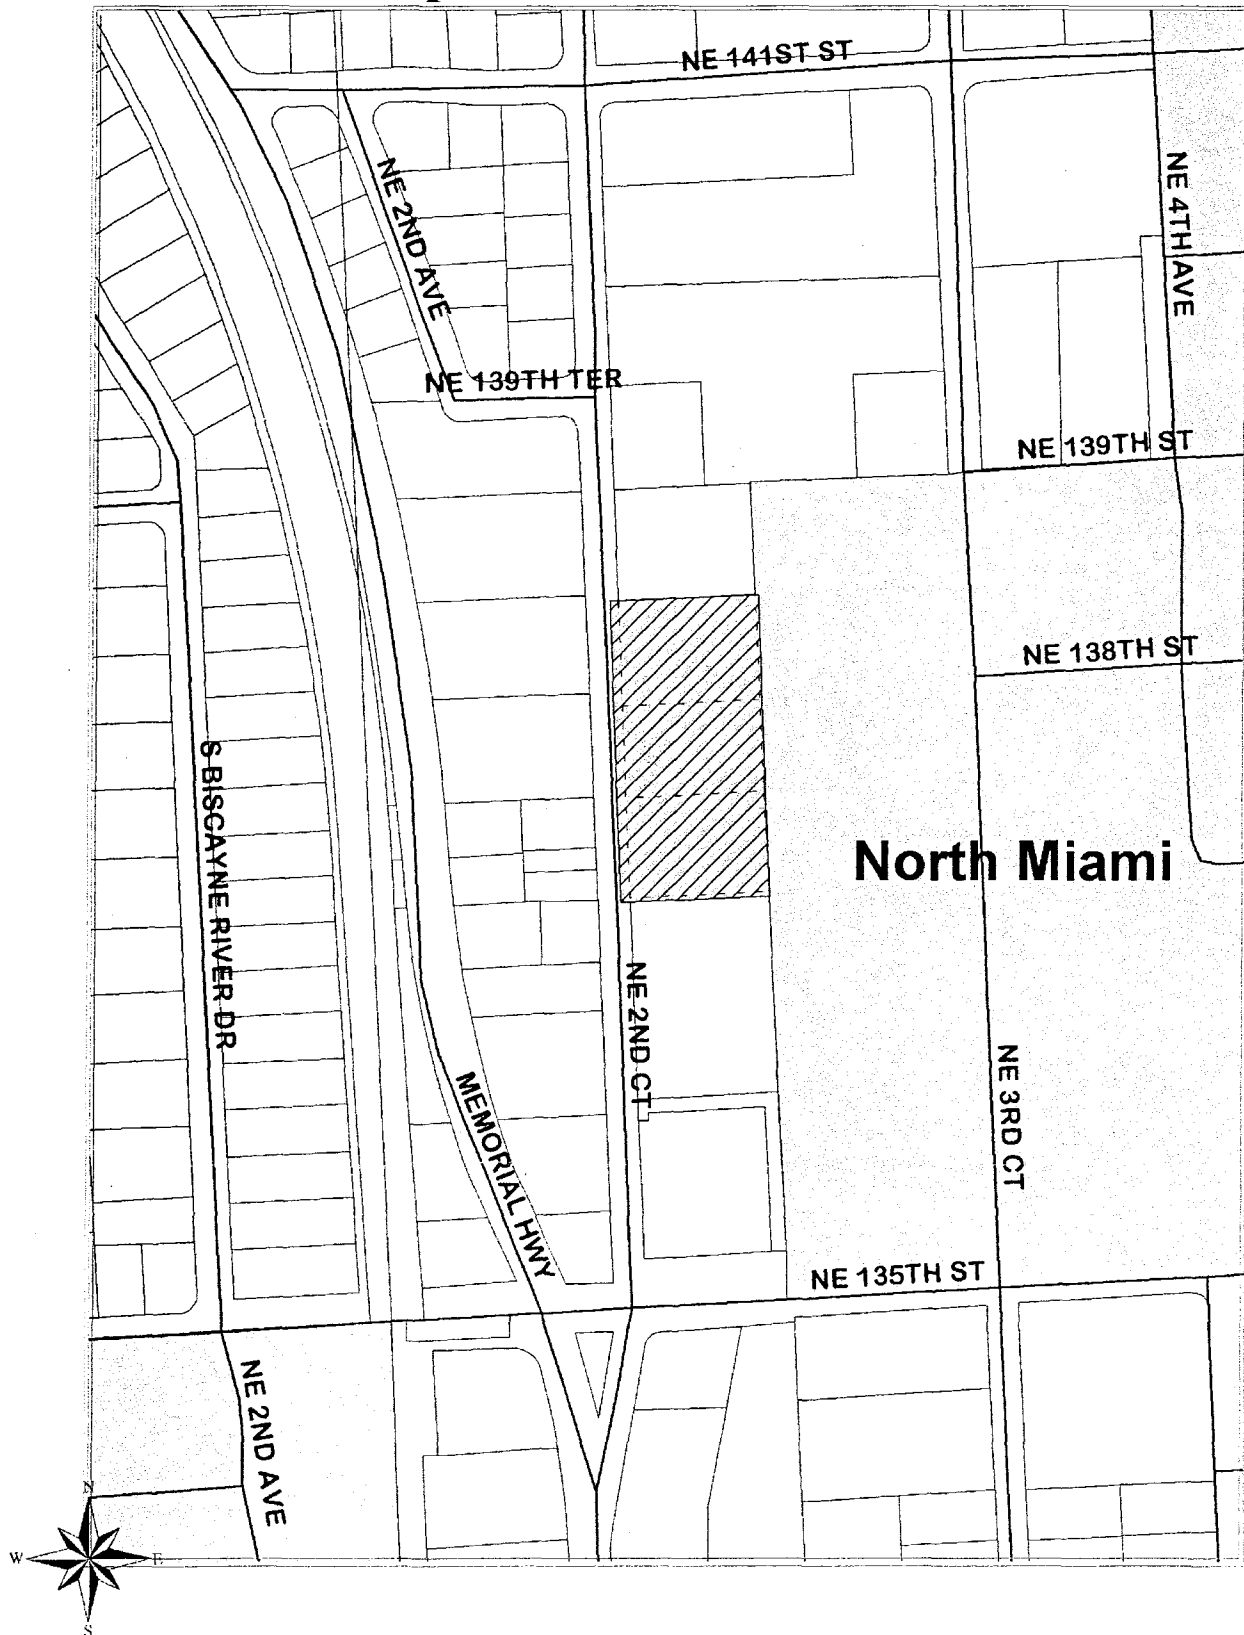 NE 141ST ST
NE 2ND AVE
NE 4TH AVE
NE 139TH TER
NE 139TH ST
NE 138TH ST
S BISCAYNE RIVER DR
North Miami
NE 2ND CT
NE 3RD CT
MEMORIAL HWY
NE 135TH ST
NE 2ND AVE
N
W
E
S